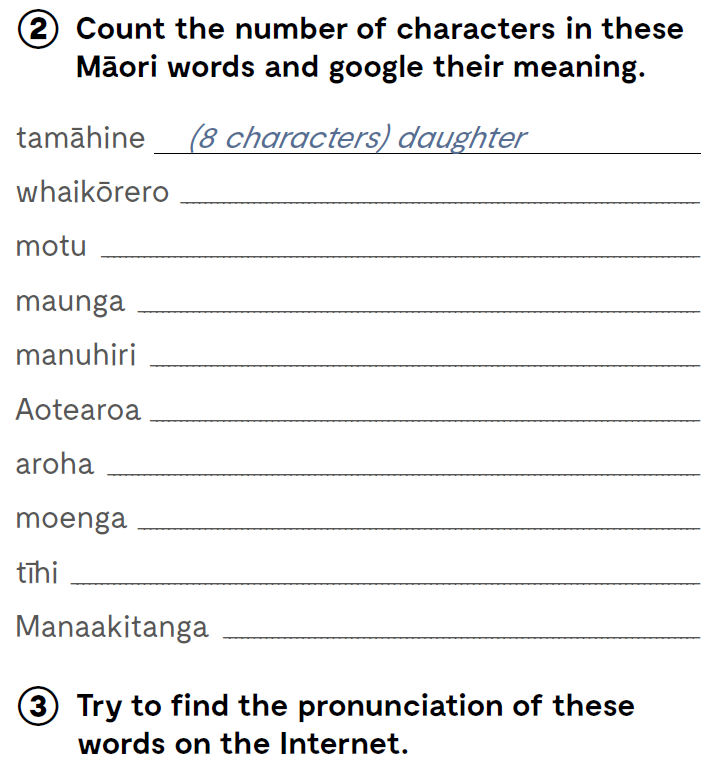 2 Count the number of characters in these
Māori words and google their meaning.
tamāhine (8 characters) daughter
whaikōrero
motu
maunga
manuhiri
Aotearoa
aroha
moenga
tīhi
Manaakitanga
3 Try to find the pronunciation of these
words on the Internet.